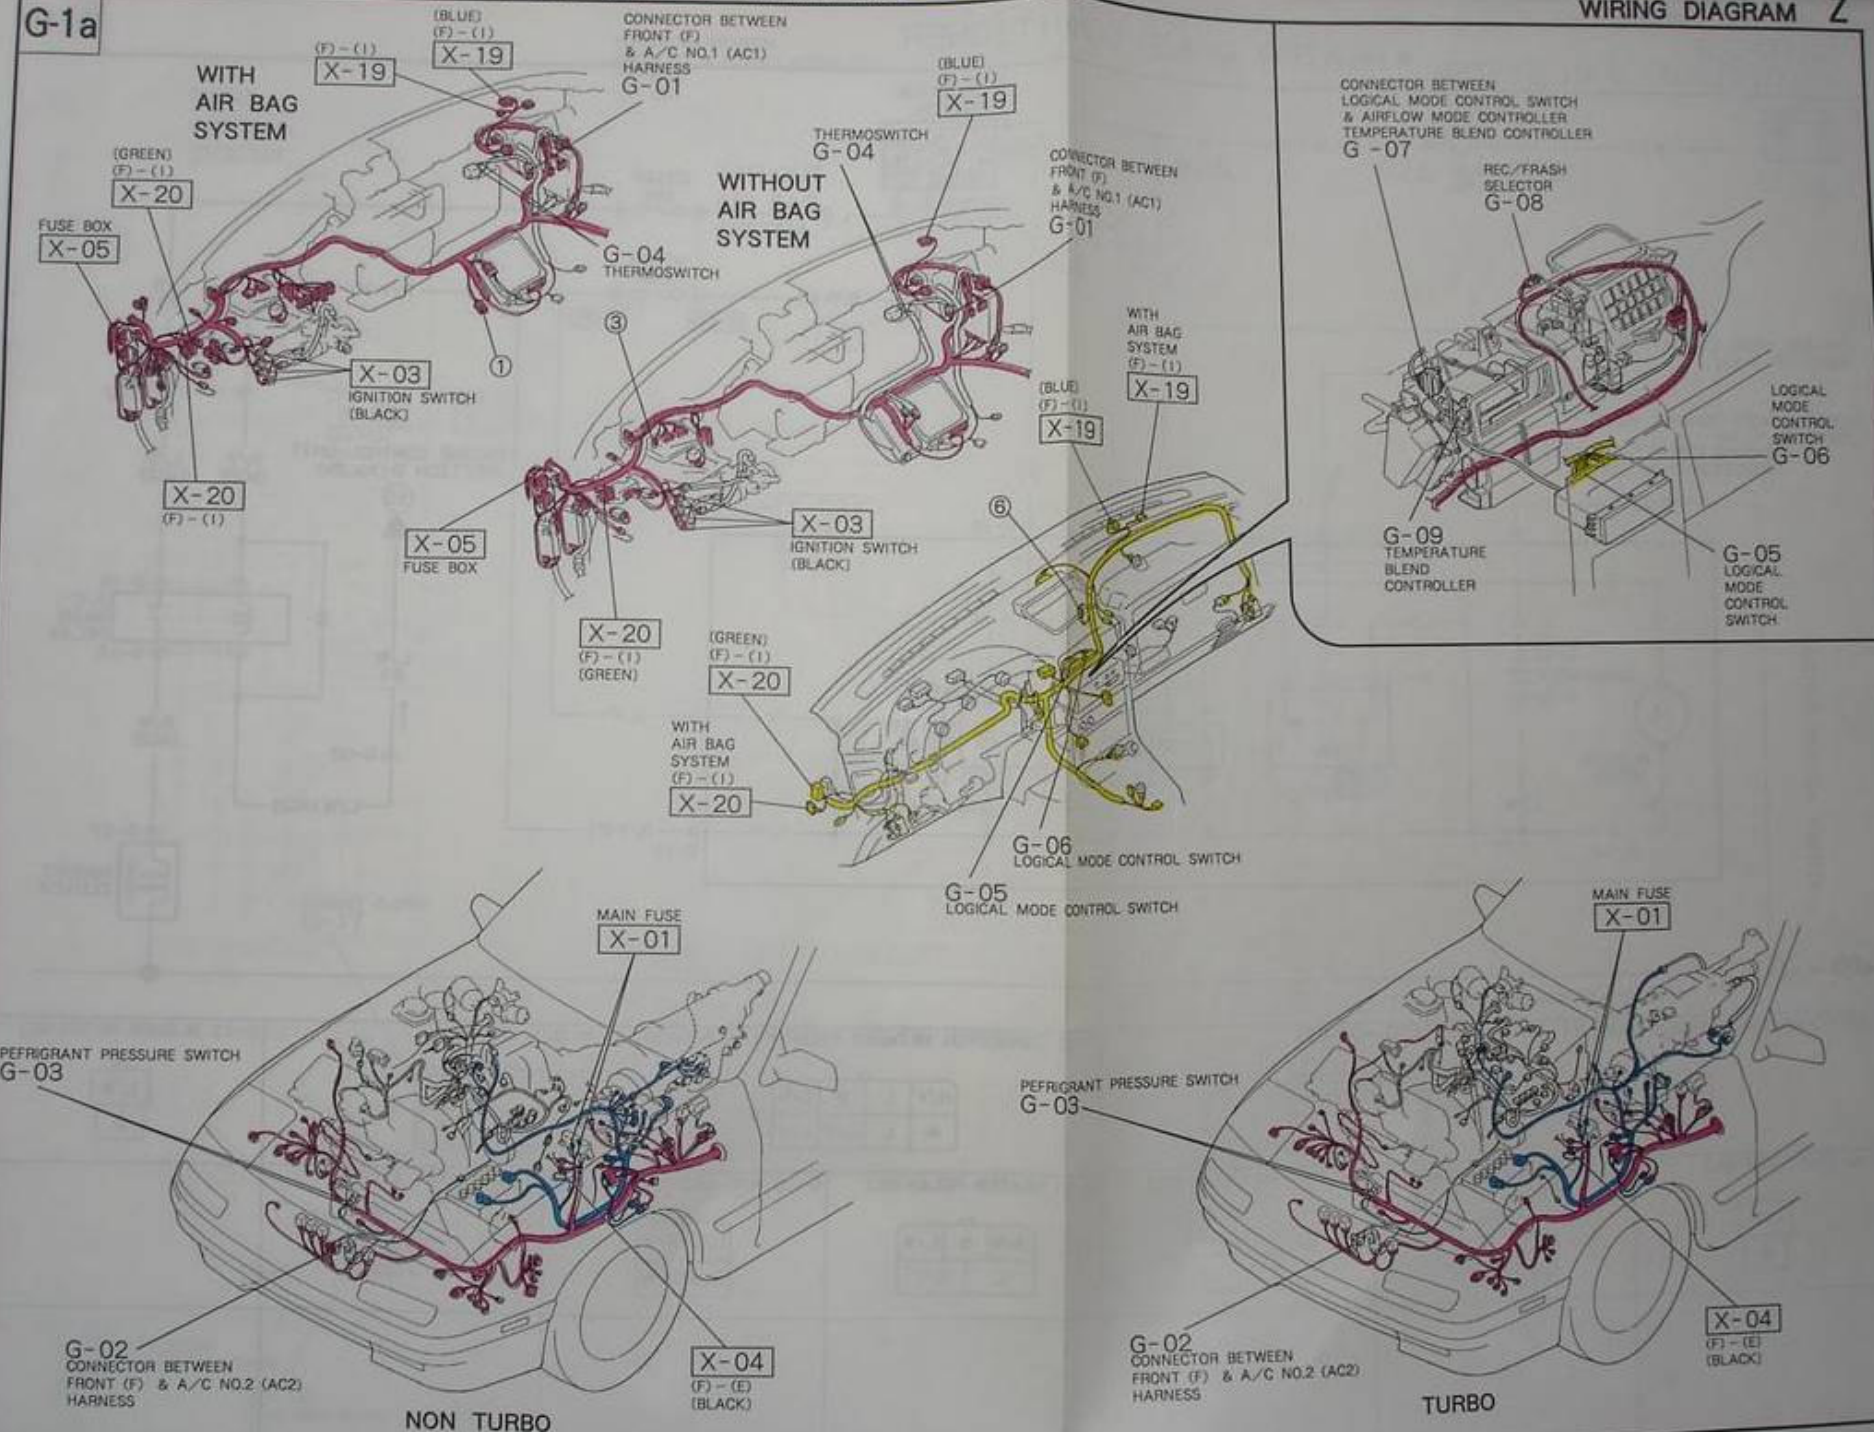 G-1a
WIRING DIAGRAM Z
WITH
AIR BAG
SYSTEM
(F)-(I)
X-19
(BLUE)
(F)-(I)
X-19
CONNECTOR BETWEEN
FRONT (F)
& A/C NO.1 (AC1)
HARNESS
G-01
(GREEN)
(F)-(I)
X-20
FUSE BOX
X-05
G-04
THERMOSWITCH
①
X-03
IGNITION SWITCH
(BLACK)
X-20
(F)-(I)
WITHOUT
AIR BAG
SYSTEM
THERMOSWITCH
G-04
(BLUE)
(F)-(I)
X-19
CONNECTOR BETWEEN
FRONT (F)
& A/C NO.1 (AC1)
HARNESS
G-01
③
X-05
FUSE BOX
X-03
IGNITION SWITCH
(BLACK)
X-20
(F)-(I)
(GREEN)
WITH
AIR BAG
SYSTEM
(F)-(I)
X-19
(BLUE)
(F)-(I)
X-19
⑥
(GREEN)
(F)-(I)
X-20
WITH
AIR BAG
SYSTEM
(F)-(I)
X-20
G-06
LOGICAL MODE CONTROL SWITCH
G-05
LOGICAL MODE CONTROL SWITCH
CONNECTOR BETWEEN
LOGICAL MODE CONTROL SWITCH
& AIRFLOW MODE CONTROLLER
TEMPERATURE BLEND CONTROLLER
G-07
REC/FRASH
SELECTOR
G-08
LOGICAL
MODE
CONTROL
SWITCH
G-06
G-09
TEMPERATURE
BLEND
CONTROLLER
G-05
LOGICAL
MODE
CONTROL
SWITCH
MAIN FUSE
X-01
PEFRIGRANT PRESSURE SWITCH
G-03
G-02
CONNECTOR BETWEEN
FRONT (F) & A/C NO.2 (AC2)
HARNESS
X-04
(F)-(E)
(BLACK)
NON TURBO
MAIN FUSE
X-01
PEFRIGRANT PRESSURE SWITCH
G-03
G-02
CONNECTOR BETWEEN
FRONT (F) & A/C NO.2 (AC2)
HARNESS
X-04
(F)-(E)
(BLACK)
TURBO